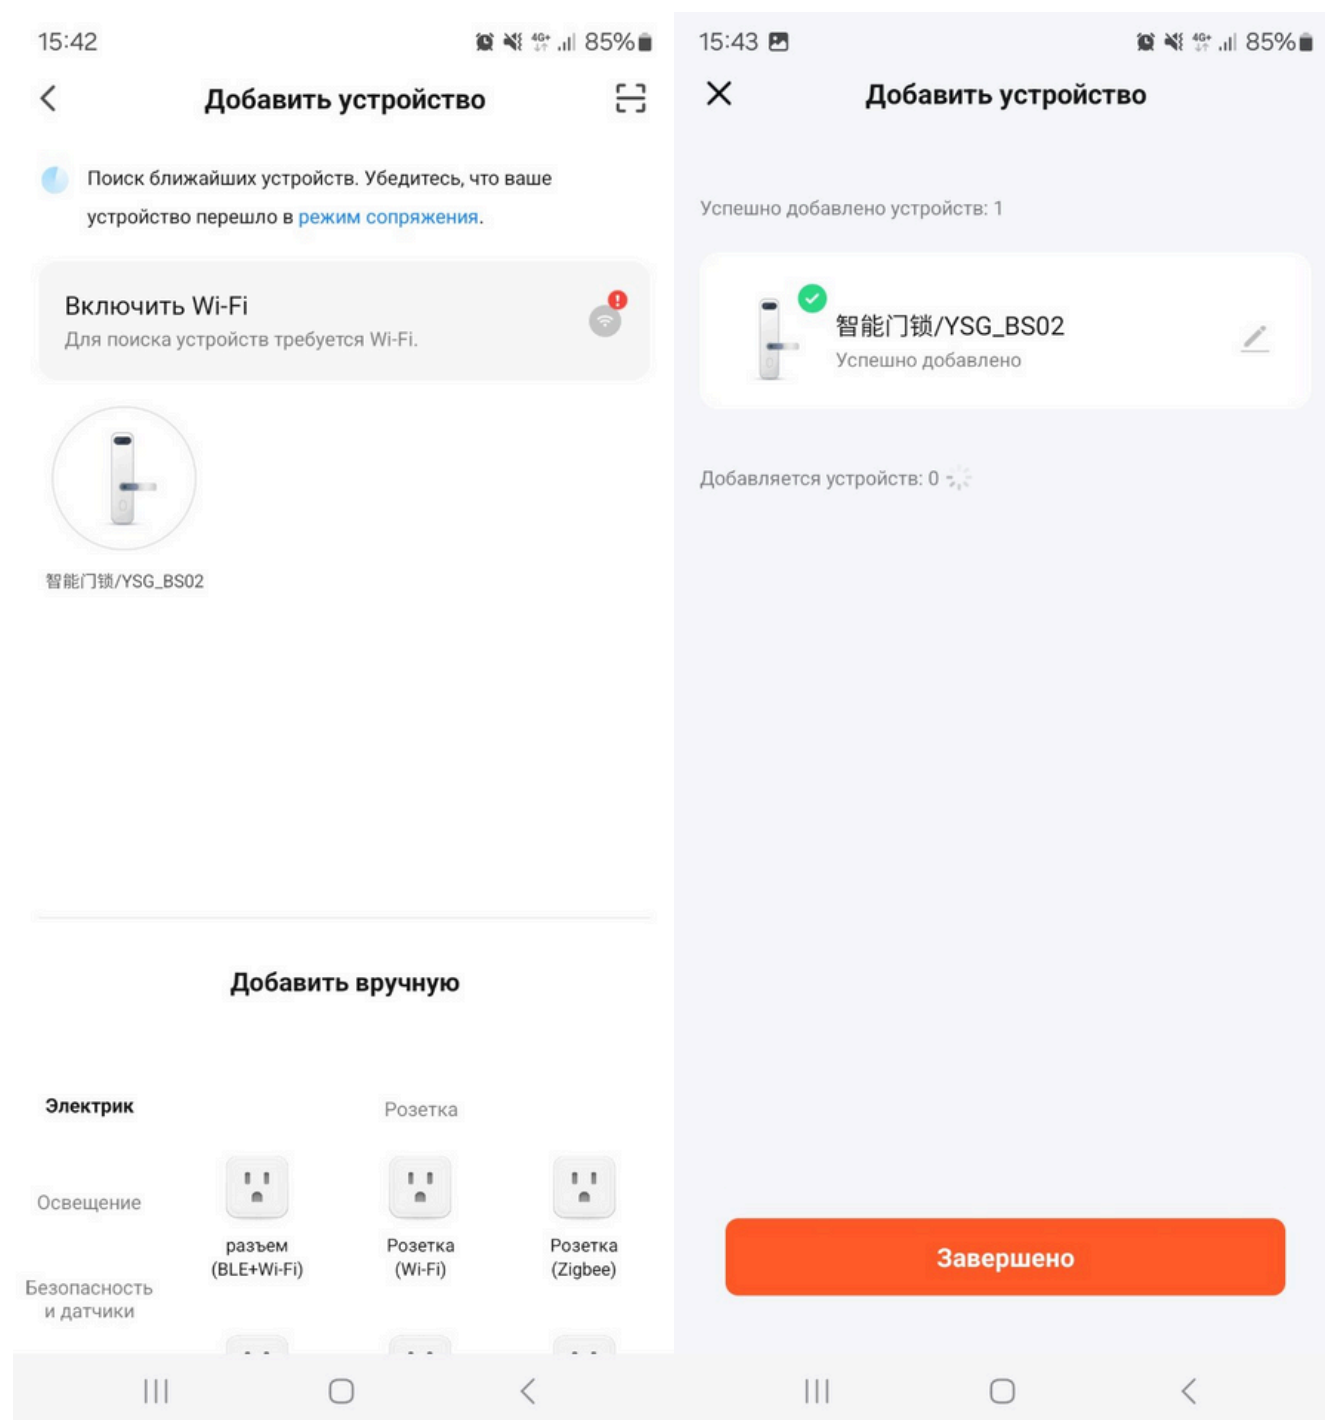 15:42
4G+
85%
Добавить устройство
Поиск ближайших устройств. Убедитесь, что ваше
устройство перешло в режим сопряжения.
Включить Wi-Fi
Для поиска устройств требуется Wi-Fi.
智能门锁/YSG_BS02
Добавить вручную
Электрик
Розетка
Освещение
разъем
(BLE+Wi-Fi)
Розетка
(Wi-Fi)
Розетка
(Zigbee)
Безопасность
и датчики
15:43
4G+
85%
Добавить устройство
Успешно добавлено устройств: 1
智能门锁/YSG_BS02
Успешно добавлено
Добавляется устройств: 0
Завершено